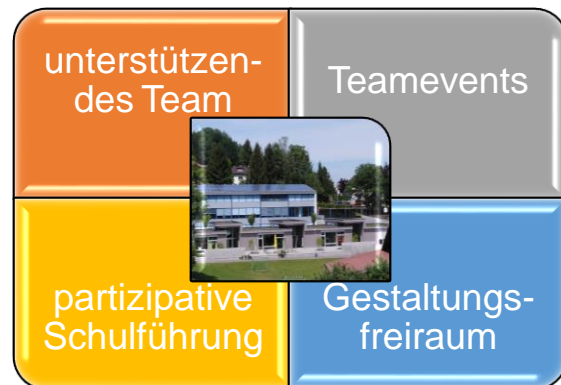 unterstützen-
des Team
Teamevents
partizipative
Schulführung
Gestaltungs-
freiraum